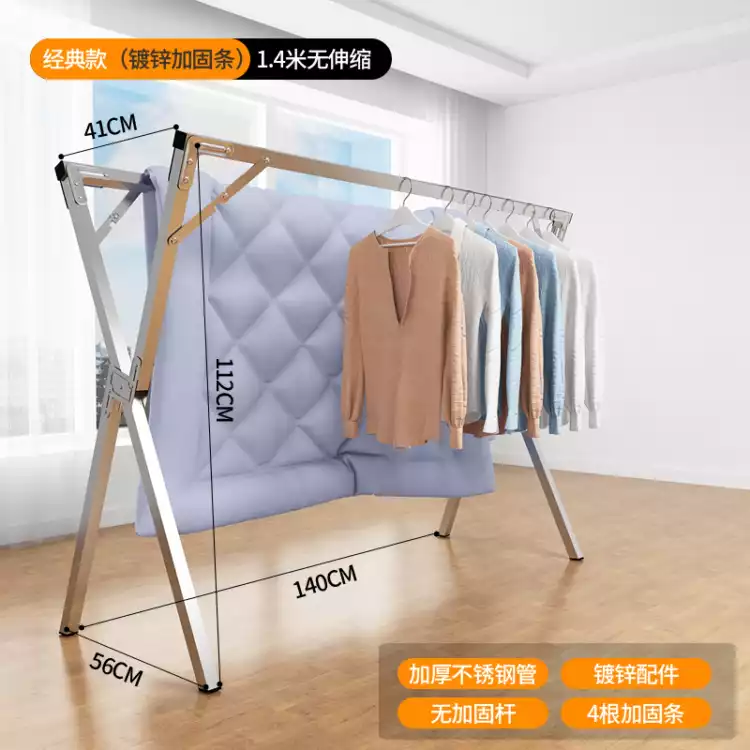 经典款（镀锌加固条） 1.4米无伸缩
41CM
112CM
140CM
56CM
加厚不锈钢管 镀锌配件
无加固杆 4根加固条